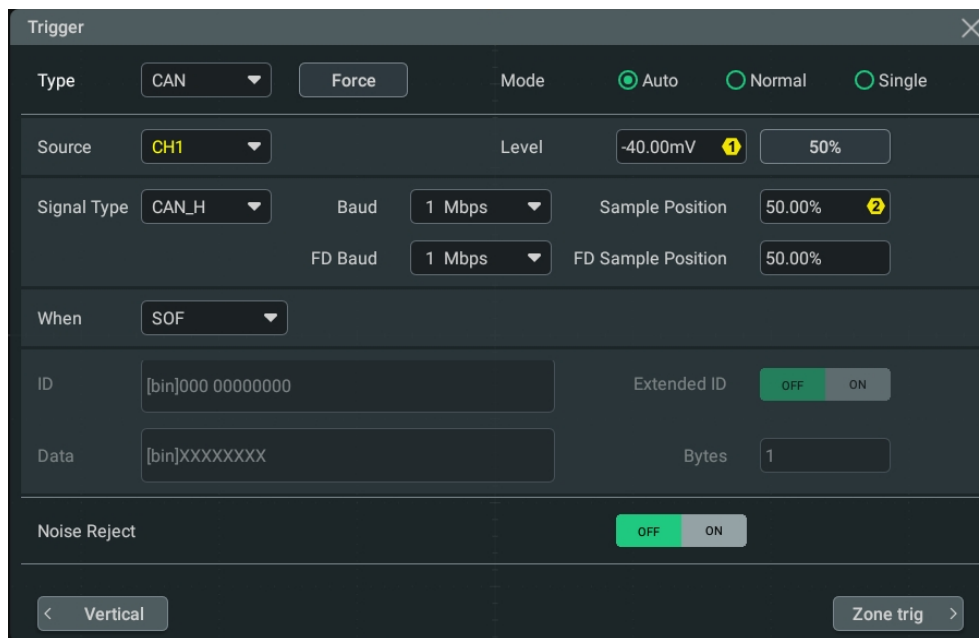 Trigger
Type CAN Force Mode Auto Normal Single
Source CH1 Level -40.00mV 1 50%
Signal Type CAN_H Baud 1 Mbps Sample Position 50.00% 2
FD Baud 1 Mbps FD Sample Position 50.00%
When SOF
ID [bin]000 00000000 Extended ID OFF ON
Data [bin]XXXXXXXX Bytes 1
Noise Reject OFF ON
< Vertical Zone trig >